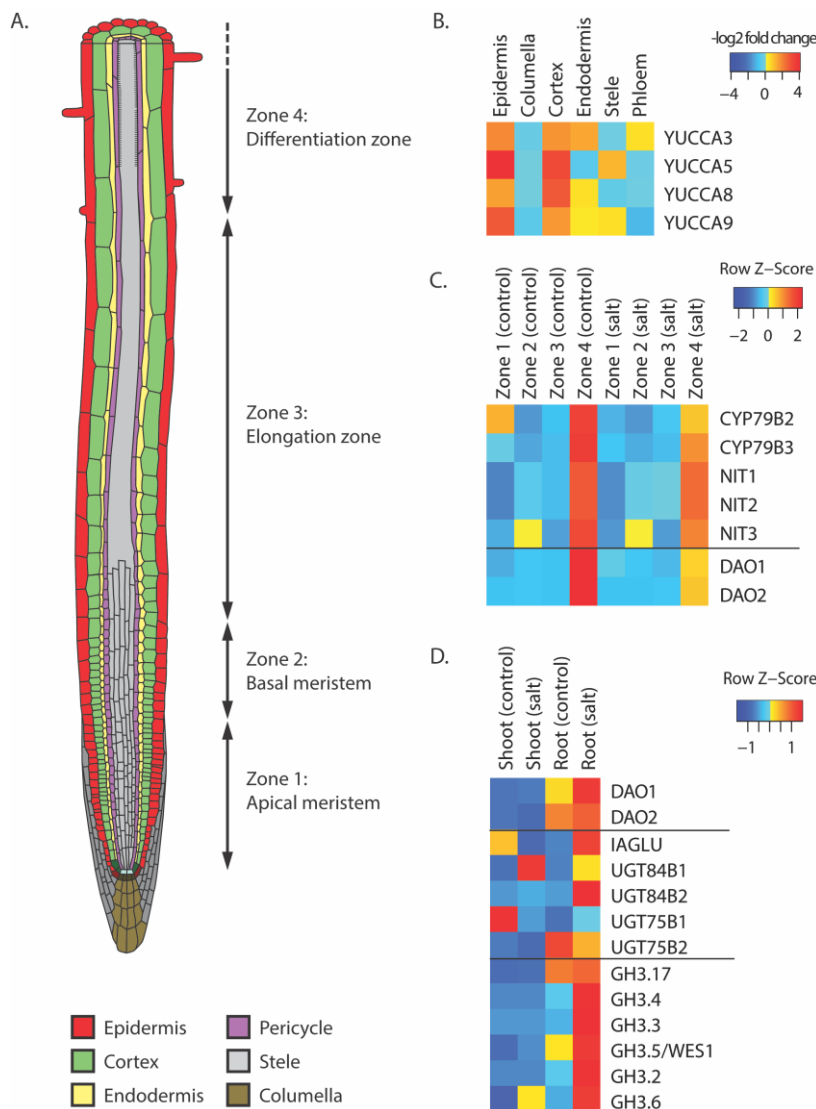 A.
Zone 4:
Differentiation zone
Zone 3:
Elongation zone
Zone 2:
Basal meristem
Zone 1:
Apical meristem
Epidermis
Cortex
Endodermis
Pericycle
Stele
Columella
B.
Epidermis
Columella
Cortex
Endodermis
Stele
Phloem
-log2 fold change
−4 0 4
YUCCA3
YUCCA5
YUCCA8
YUCCA9
C.
Row Z−Score
−2 0 2
Zone 1 (control)
Zone 2 (control)
Zone 3 (control)
Zone 4 (control)
Zone 1 (salt)
Zone 2 (salt)
Zone 3 (salt)
Zone 4 (salt)
CYP79B2
CYP79B3
NIT1
NIT2
NIT3
DAO1
DAO2
D.
Row Z−Score
−1 1
Shoot (control)
Shoot (salt)
Root (control)
Root (salt)
DAO1
DAO2
IAGLU
UGT84B1
UGT84B2
UGT75B1
UGT75B2
GH3.17
GH3.4
GH3.3
GH3.5/WES1
GH3.2
GH3.6